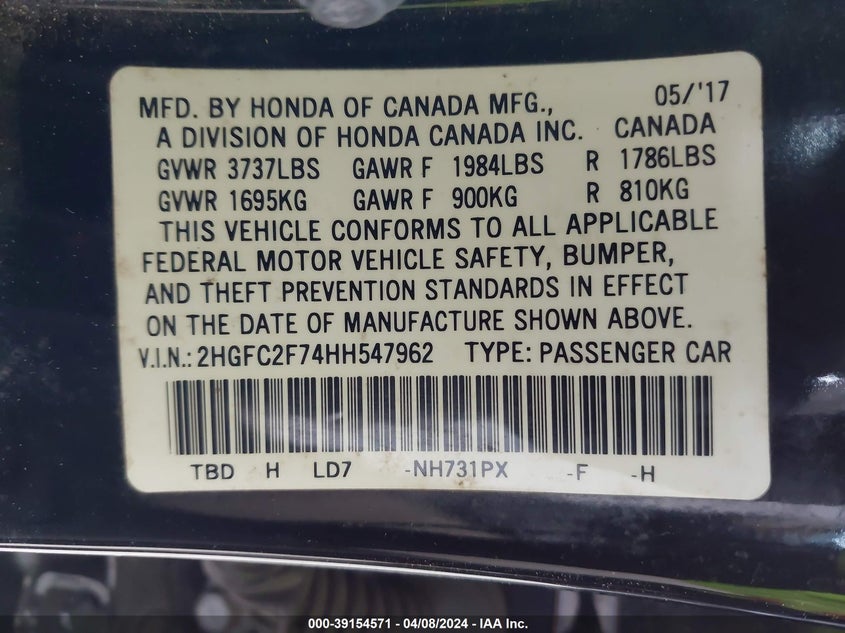 MFD. BY HONDA OF CANADA MFG., 05/'17
A DIVISION OF HONDA CANADA INC. CANADA
GVWR 3737LBS GAWR F 1984LBS R 1786LBS
GVWR 1695KG GAWR F 900KG R 810KG
THIS VEHICLE CONFORMS TO ALL APPLICABLE
FEDERAL MOTOR VEHICLE SAFETY, BUMPER,
AND THEFT PREVENTION STANDARDS IN EFFECT
ON THE DATE OF MANUFACTURE SHOWN ABOVE.
V.I.N.: 2HGFC2F74HH547962 TYPE: PASSENGER CAR
TBD H LD7 -NH731PX -F -H
000-39154571 - 04/08/2024 - IAA Inc.